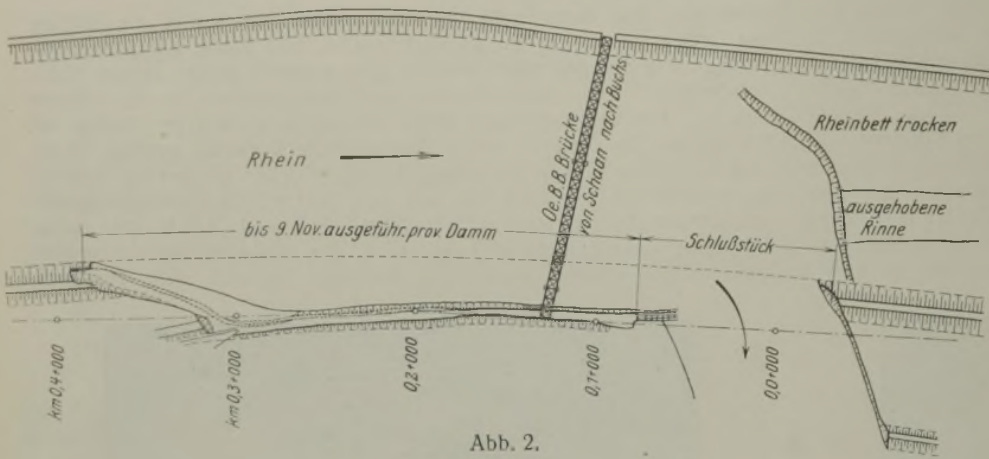 Oe. B. B. Brücke
von Schaan nach Buchs
Rheinbett trocken
Rhein
ausgehobene
Rinne
bis 9. Nov. ausgeführ. prov. Damm
Schlußstück
km 0,4+000
km 0,3+000
0,2+000
0,1+000
0,0+000
Abb. 2.